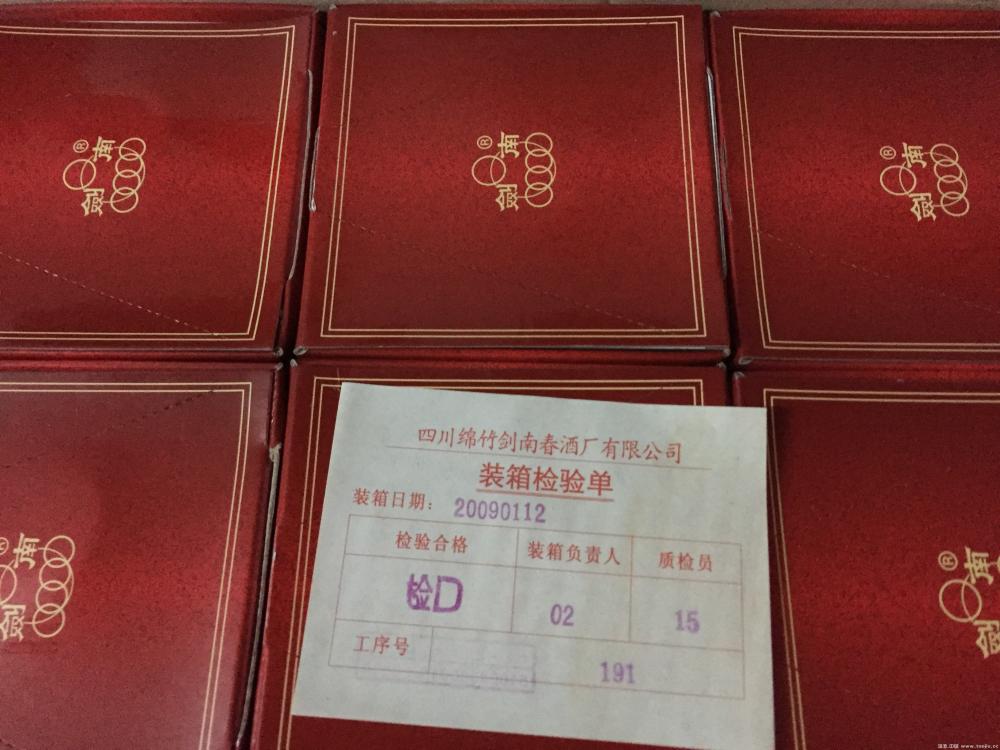 剑南®
剑南®
剑南®
剑南®
剑南®
四川绵竹剑南春酒厂有限公司
装箱检验单
装箱日期: 20090112
检验合格 装箱负责人 质检员
检D 02 15
工序号 191